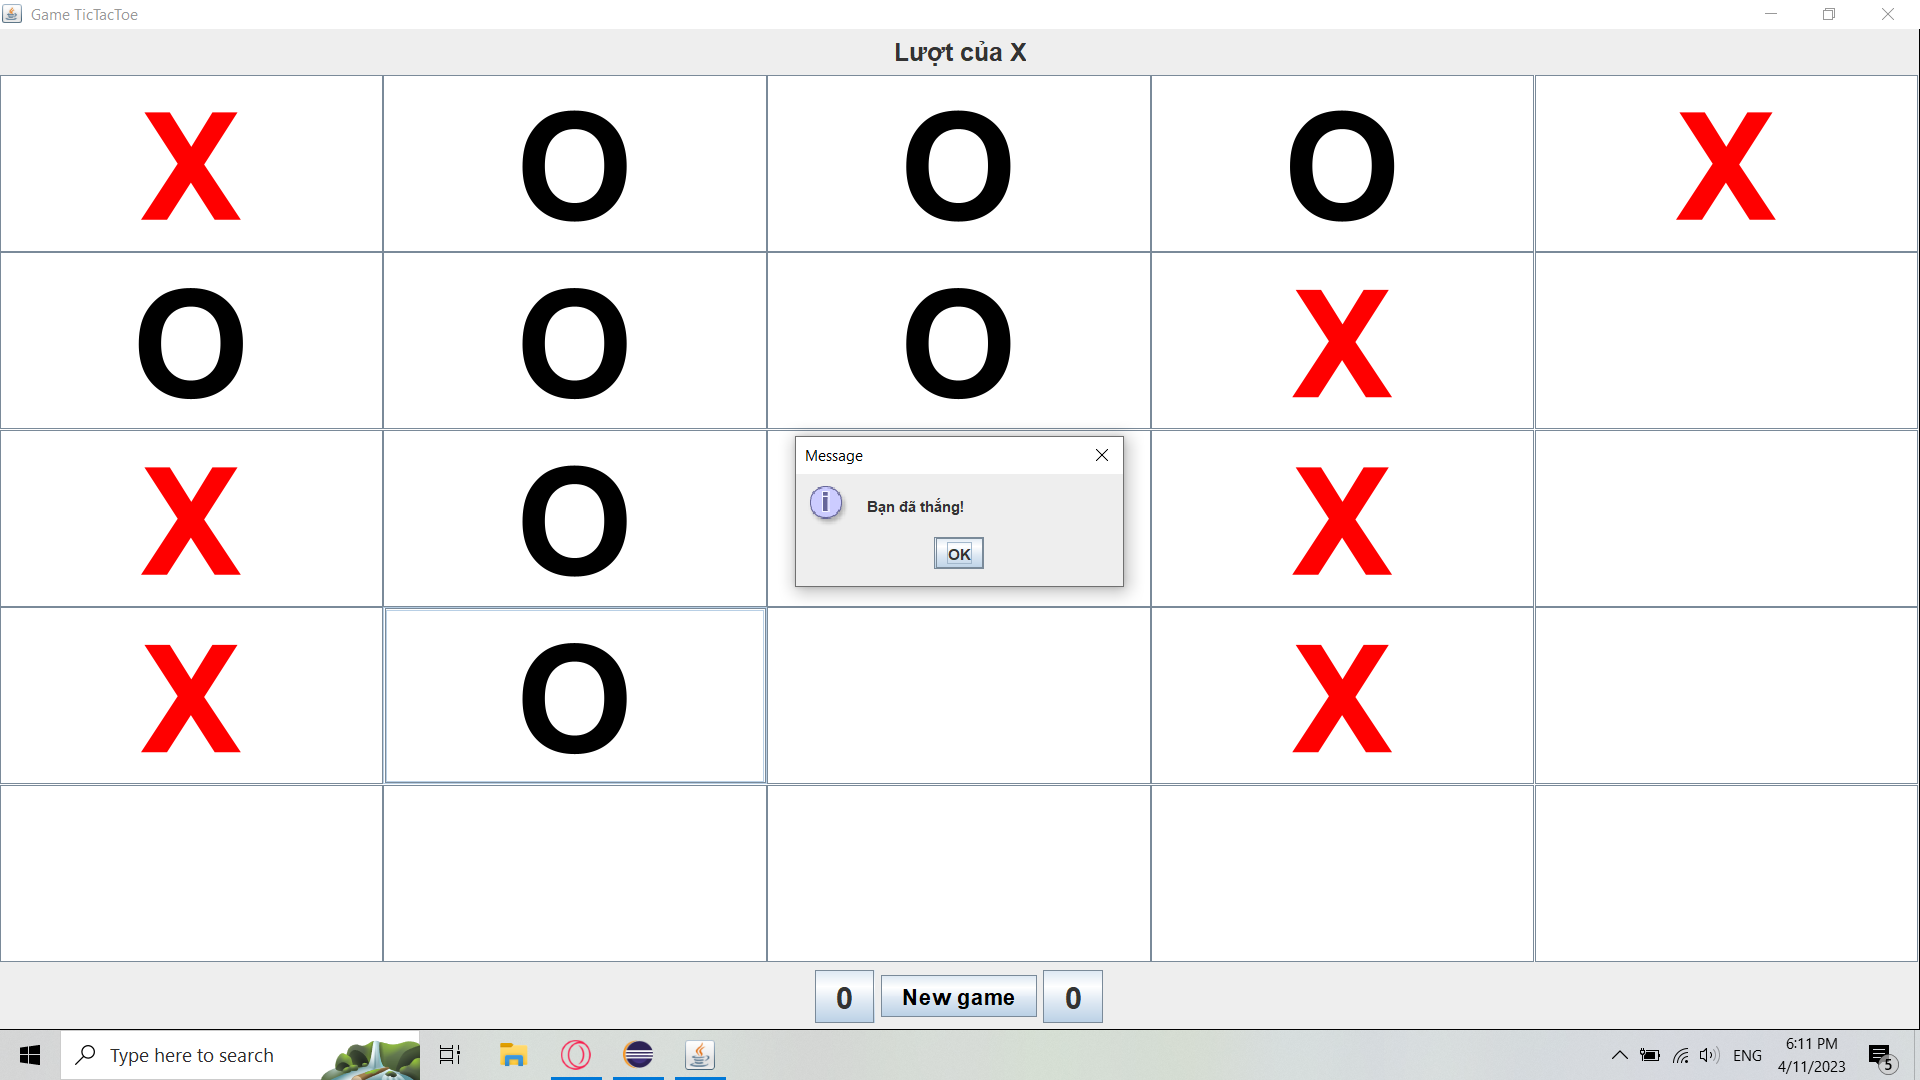 Game TicTacToe
Lượt của X
X O O O X
O O O X
X O X
Message
Bạn đã thắng!
OK
X O X
0 New game 0
Type here to search
ENG
6:11 PM
4/11/2023
5